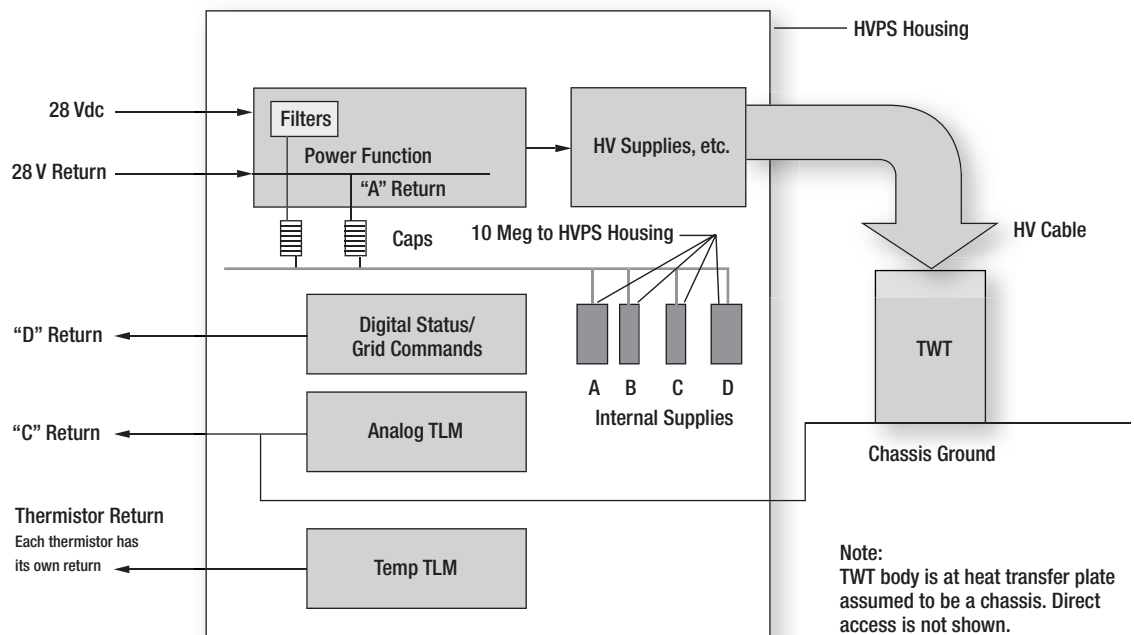 HVPS Housing
28 Vdc
Filters
HV Supplies, etc.
Power Function
28 V Return
“A” Return
Caps
10 Meg to HVPS Housing
HV Cable
“D” Return
Digital Status/
Grid Commands
TWT
A B C D
Internal Supplies
“C” Return
Analog TLM
Chassis Ground
Thermistor Return
Each thermistor has
its own return
Temp TLM
Note:
TWT body is at heat transfer plate
assumed to be a chassis. Direct
access is not shown.